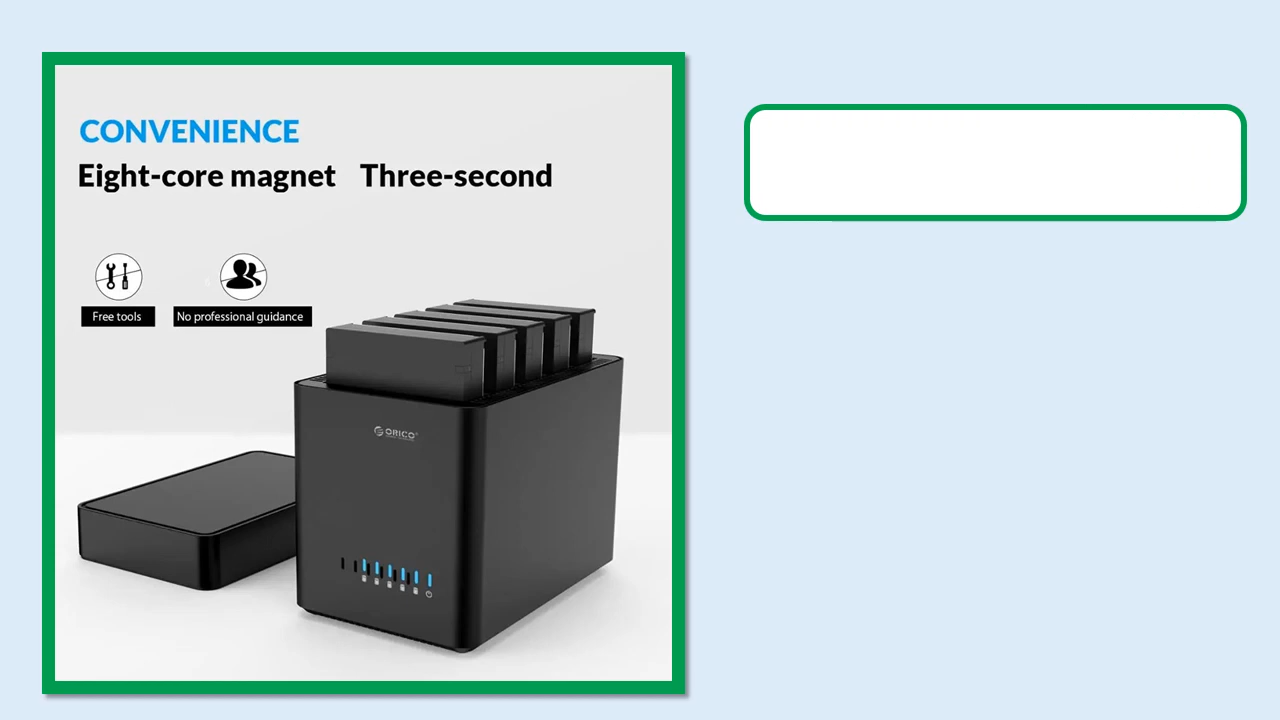 CONVENIENCE
Eight-core magnet Three-second
Free tools
No professional guidance
ORICO